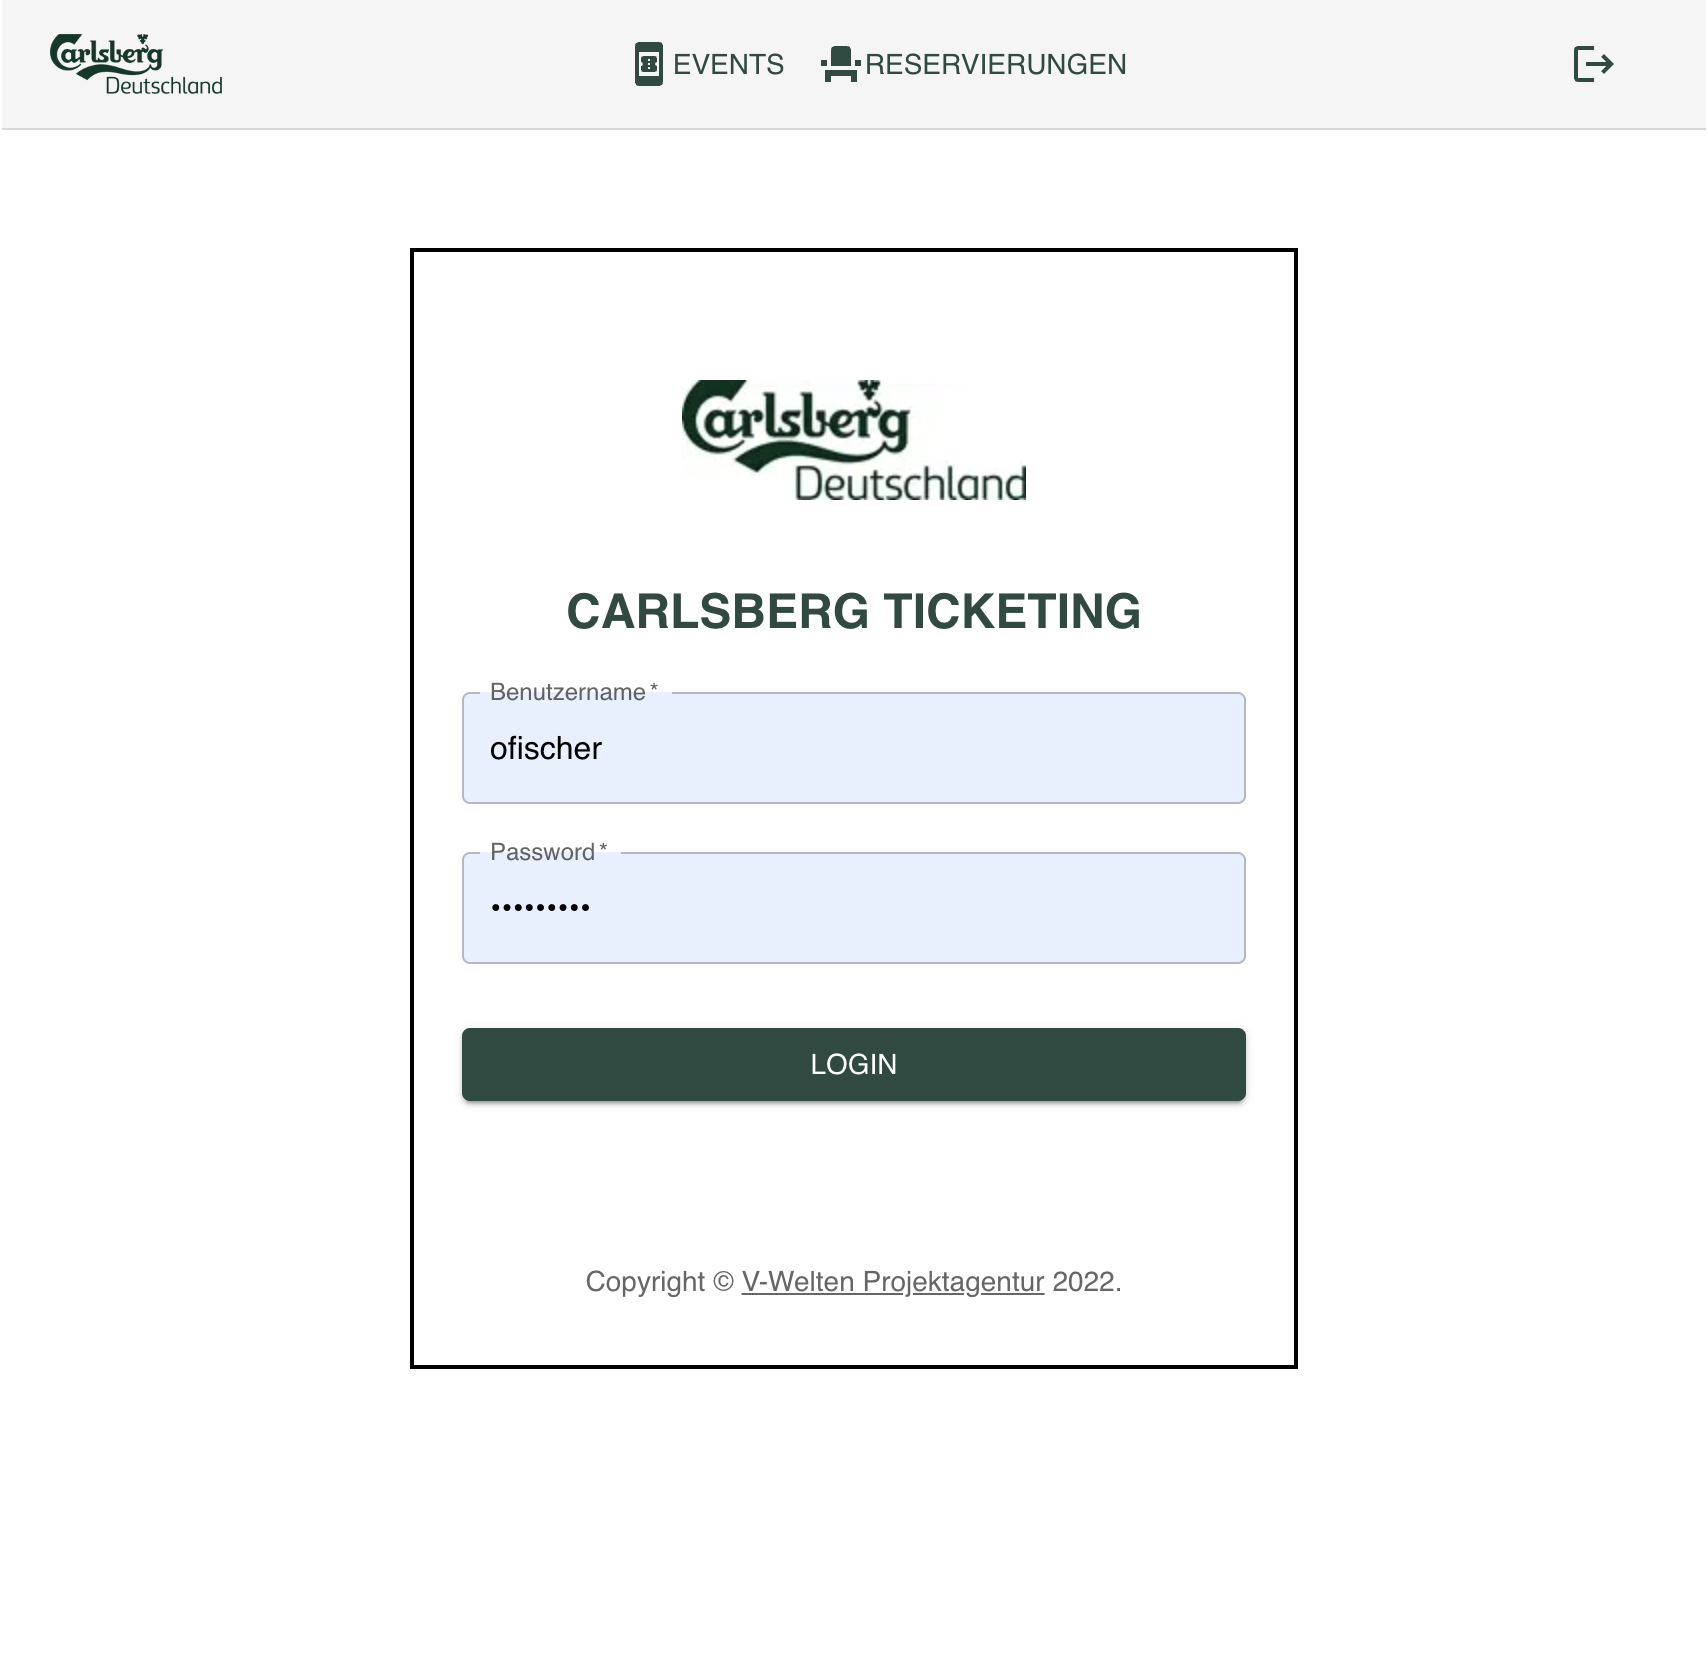 Carlsberg
Deutschland
EVENTS
RESERVIERUNGEN
Carlsberg
Deutschland
CARLSBERG TICKETING
Benutzername *
ofischer
Password *
•••••••••
LOGIN
Copyright © V-Welten Projektagentur 2022.